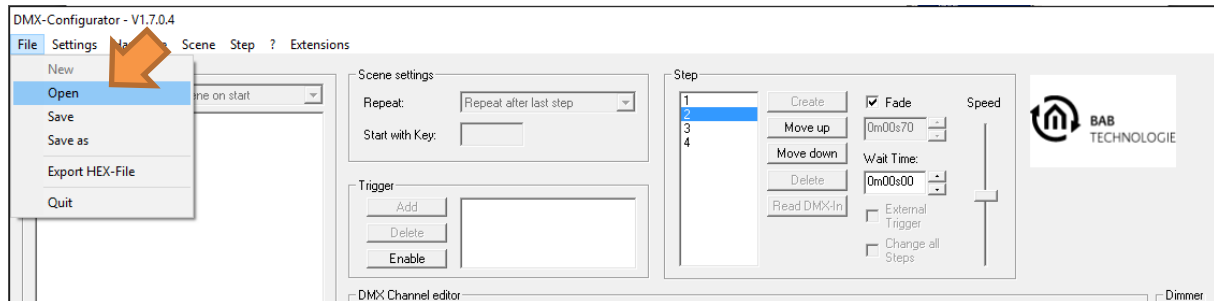 DMX-Configurator - V1.7.0.4
File Settings Scene Step ? Extensions
New
Open
Save
Save as
Export HEX-File
Quit
on start
Scene settings
Repeat: Repeat after last step
Start with Key:
Trigger
Add
Delete
Enable
Step
1
2
3
4
Create
Move up
Move down
Delete
Read DMX-In
Fade
0m00s70
Wait Time:
0m00s00
External
Trigger
Change all
Steps
Speed
BAB
TECHNOLOGIE
DMX Channel editor
Dimmer